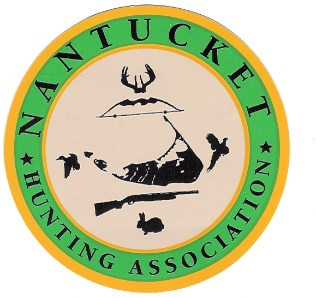 NANTUCKET
★ HUNTING ASSOCIATION ★